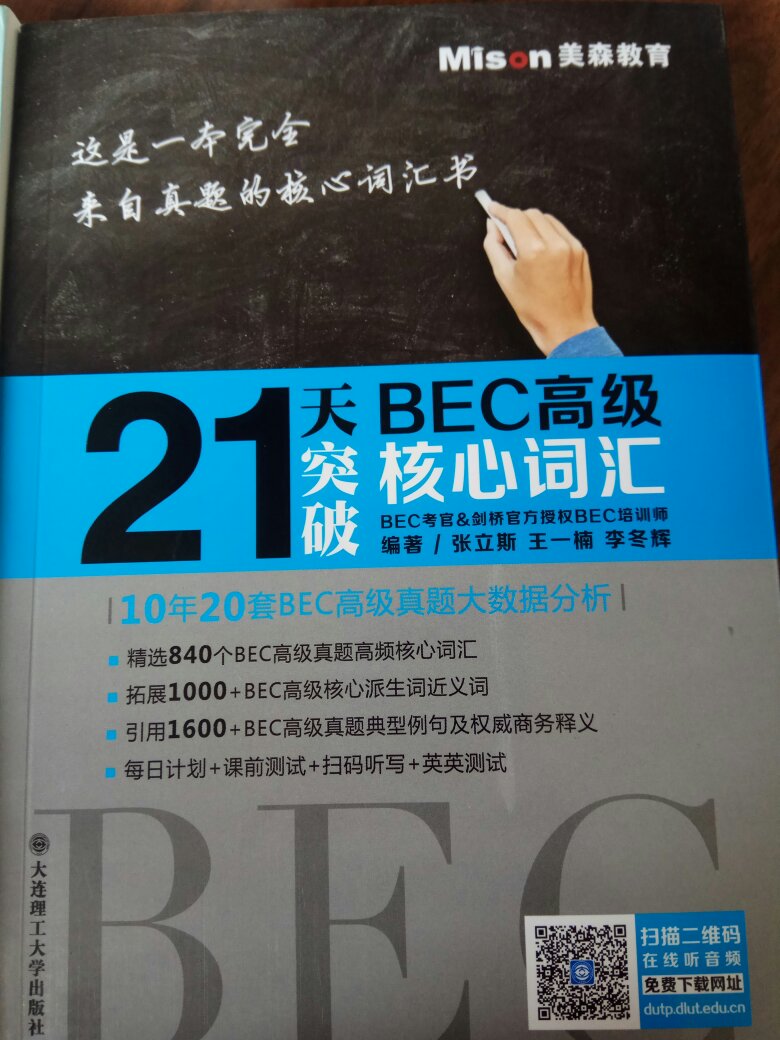 Mison美森教育
这是一本完全
来自真题的核心词汇书
21天突破
BEC高级
核心词汇
BEC考官&剑桥官方授权BEC培训师
编著 / 张立斯 王一楠 李冬辉
10年20套BEC高级真题大数据分析
精选840个BEC高级真题高频核心词汇
拓展1000+BEC高级核心派生词近义词
引用1600+BEC高级真题典型例句及权威商务释义
每日计划+课前测试+扫码听写+英英测试
BEC
大连理工大学出版社
扫描二维码
在线听音频
免费下载网址
dutp.dlut.edu.cn